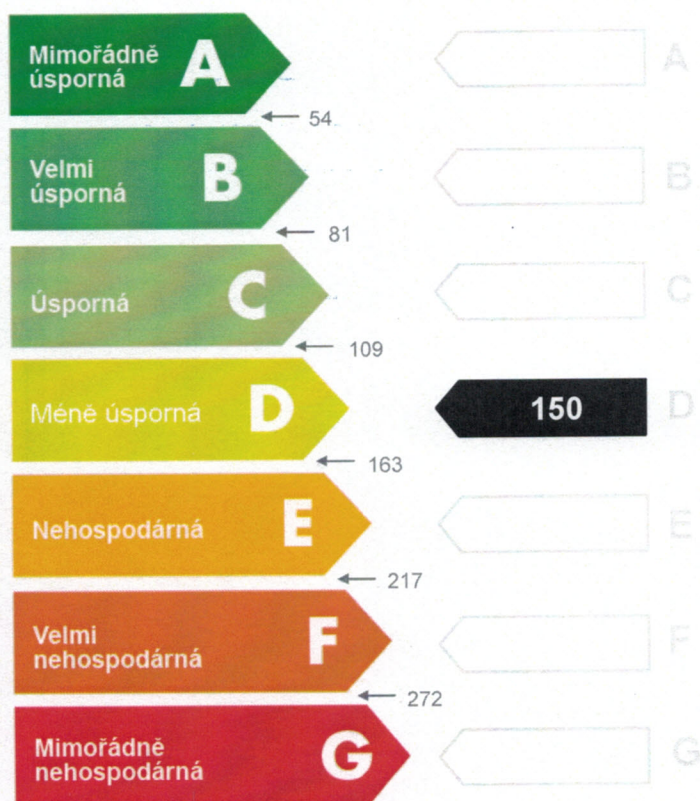 Mimořádně
úsporná
A
A
54
Velmi
úsporná
B
B
81
Úsporná
C
C
109
Méně úsporná
D
150
D
163
Nehospodárná
E
E
217
Velmi
nehospodárná
F
F
272
Mimořádně
nehospodárná
G
G